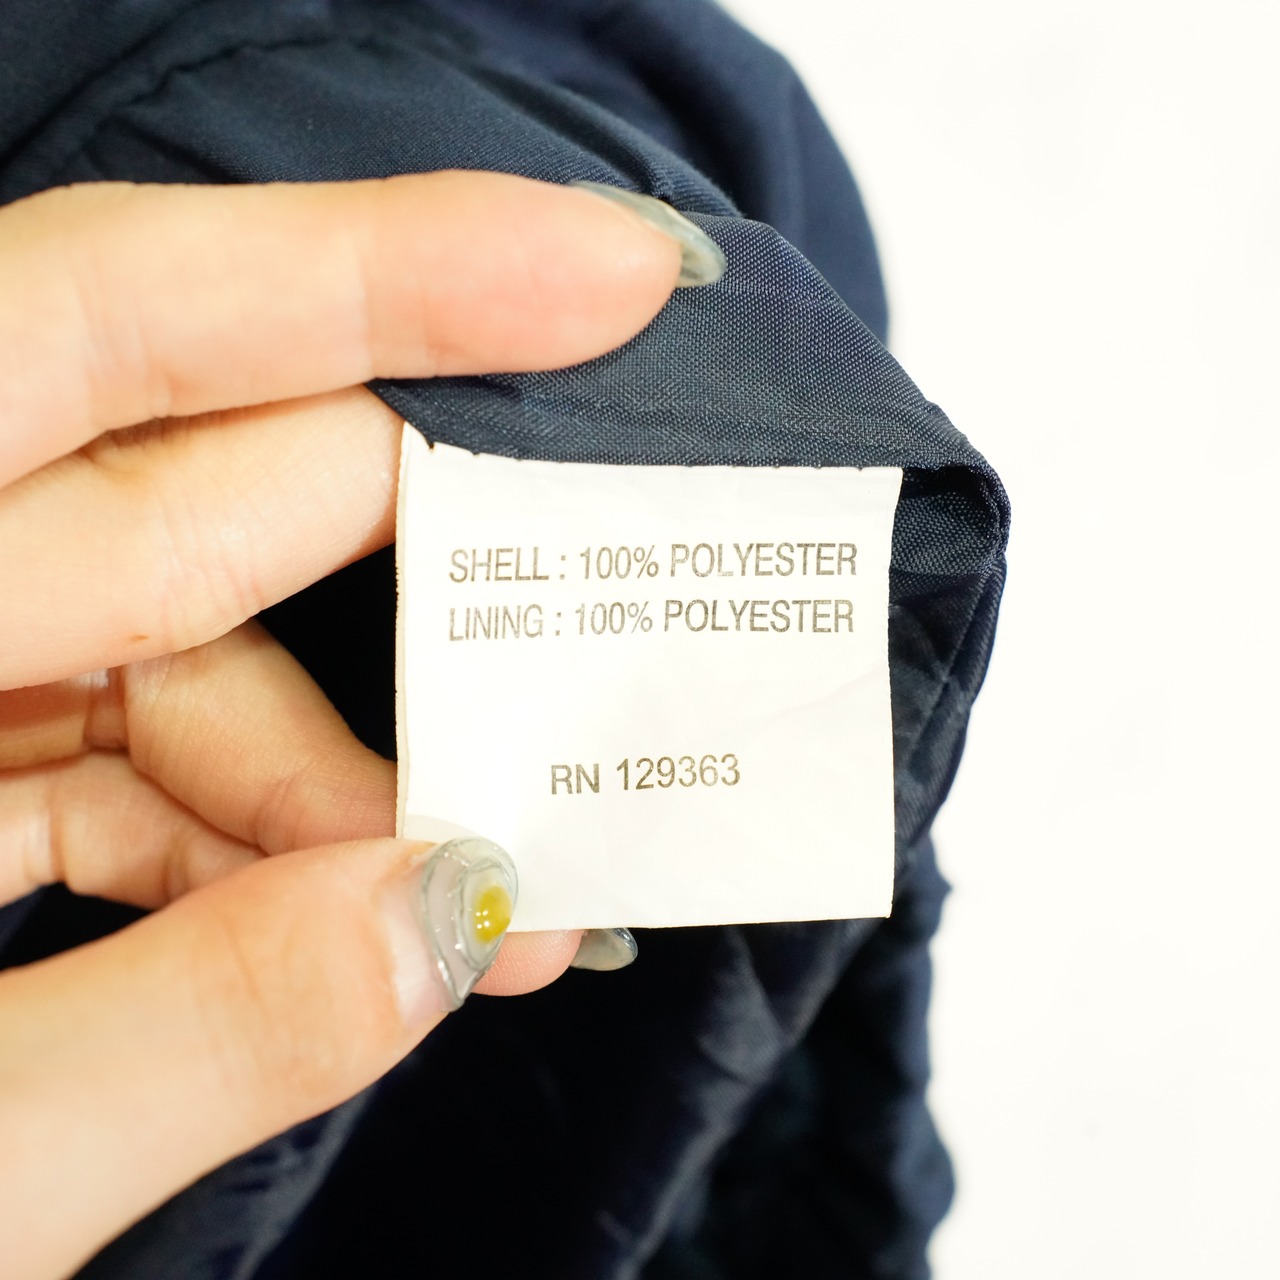 SHELL : 100% POLYESTER
LINING : 100% POLYESTER
RN 129363